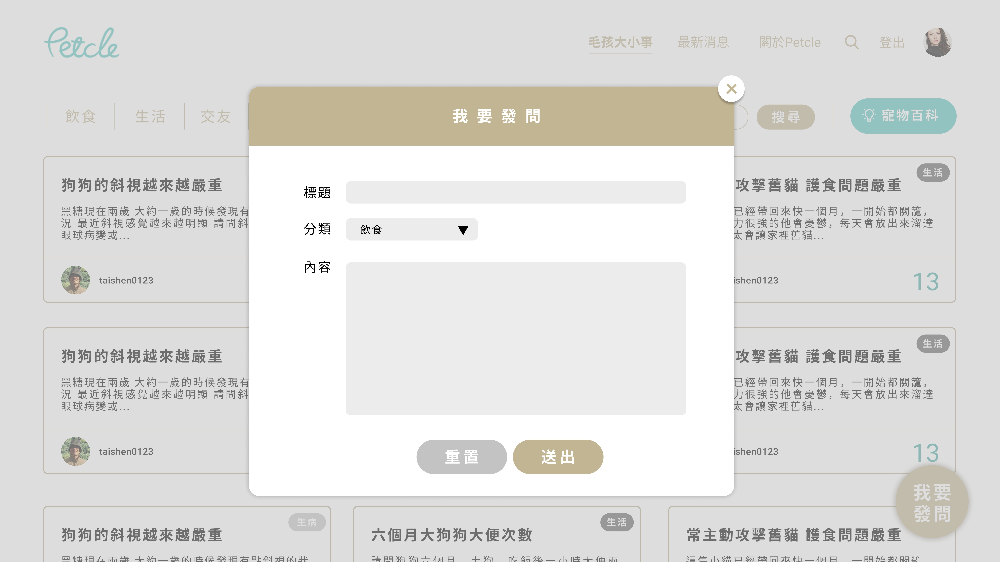 Petcle
毛孩大小事
最新消息
關於Petcle
登出
飲食
生活
交友
搜尋
寵物百科
我要發問
標題
分類
飲食
內容
重置
送出
狗狗的斜視越來越嚴重
黑糖現在兩歲 大約一歲的時候發現有
況 最近斜視感覺越來越明顯 請問斜
眼球病變或...
taishen0123
生活
攻擊舊貓 護食問題嚴重
已經帶回來快一個月，一開始都關籠，
力很強的他會憂鬱，每天會放出來溜達
太會讓家裡舊貓...
ishen0123
13
狗狗的斜視越來越嚴重
黑糖現在兩歲 大約一歲的時候發現有
況 最近斜視感覺越來越明顯 請問斜
眼球病變或...
taishen0123
生活
攻擊舊貓 護食問題嚴重
已經帶回來快一個月，一開始都關籠，
力很強的他會憂鬱，每天會放出來溜達
太會讓家裡舊貓...
ishen0123
13
我要
發問
生病
狗狗的斜視越來越嚴重
黑糖現在兩歲 大約一歲的時候發現有點斜視的狀
生活
六個月大狗狗大便次數
請問狗狗六個月，土狗，吃飯後一小時大便兩
常主動攻擊舊貓 護食問題嚴重
這隻小貓已經帶回來快一個月，一開始都關籠，